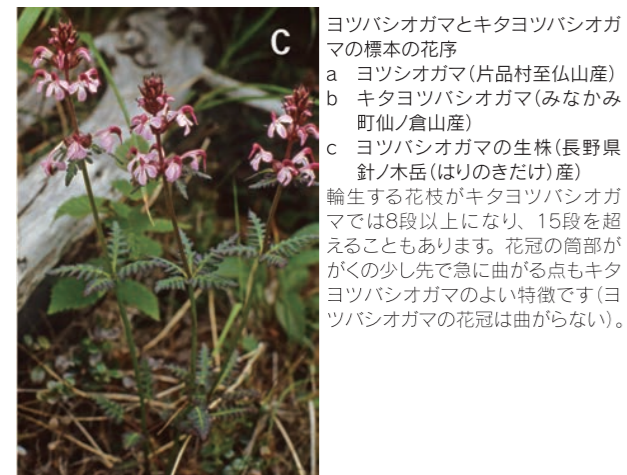 C
ヨツバシオガマとキタヨツバシオガ
マの標本の花序
a ヨツシオガマ(片品村至仏山産)
b キタヨツバシオガマ(みなかみ
町仙ノ倉山産)
c ヨツバシオガマの生株(長野県
針ノ木岳(はりのきだけ)産)
輪生する花枝がキタヨツバシオガ
マでは8段以上になり、15段を超
えることもあります。花冠の筒部が
がくの少し先で急に曲がる点もキタ
ヨツバシオガマのよい特徴です(ヨ
ツバシオガマの花冠は曲がらない)。